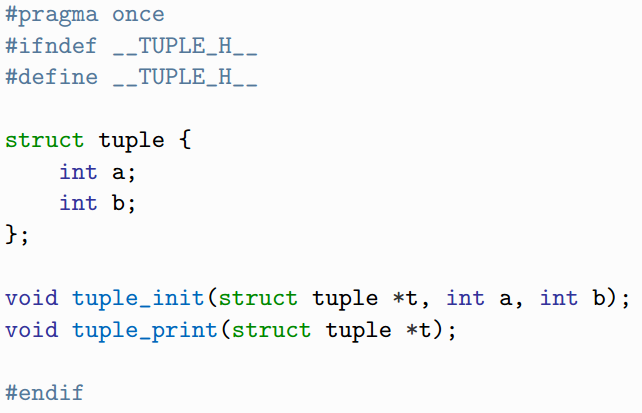 #pragma once
#ifndef __TUPLE_H__
#define __TUPLE_H__
struct tuple {
    int a;
    int b;
};
void tuple_init(struct tuple *t, int a, int b);
void tuple_print(struct tuple *t);
#endif